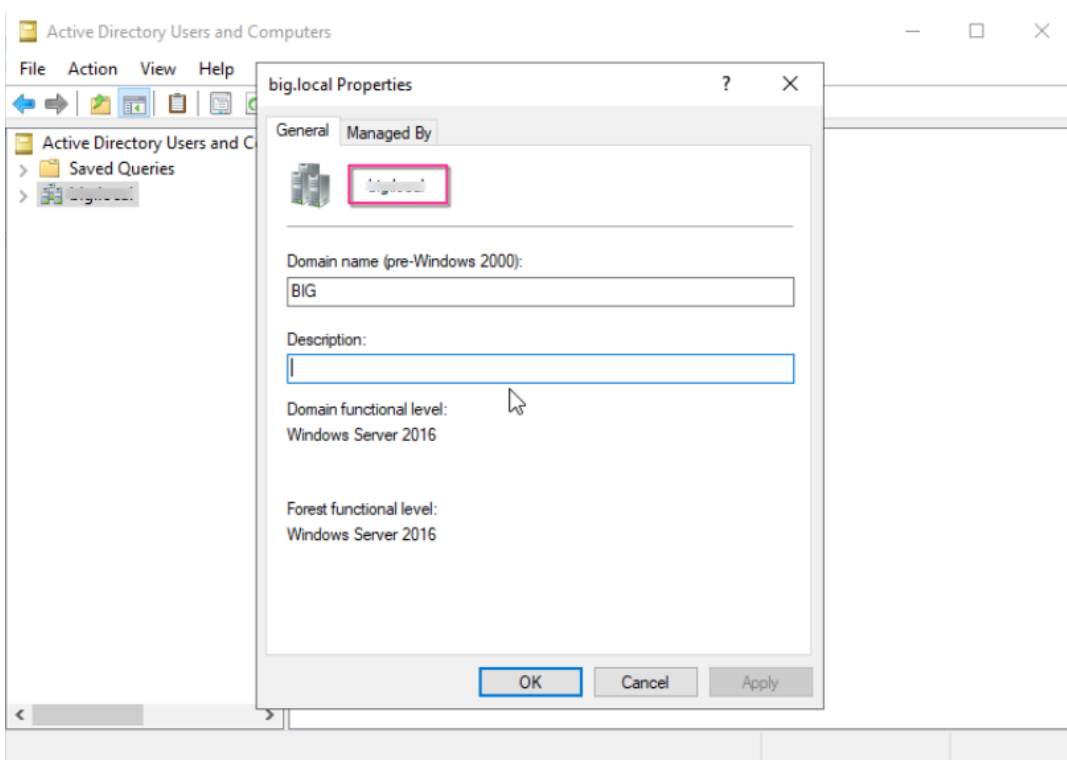 Active Directory Users and Computers
File Action View Help
big.local Properties
General Managed By
Active Directory Users and C
Saved Queries
Domain name (pre-Windows 2000):
BIG
Description:
Domain functional level:
Windows Server 2016
Forest functional level:
Windows Server 2016
OK Cancel Apply